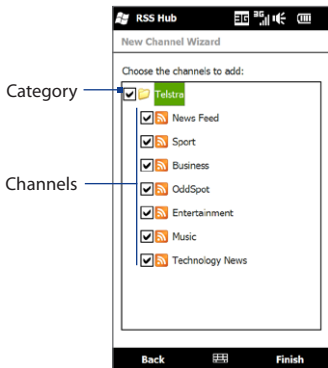 RSS Hub
New Channel Wizard
Choose the channels to add:
Category
Telstra
News Feed
Sport
Business
Channels
OddSpot
Entertainment
Music
Technology News
Back Finish